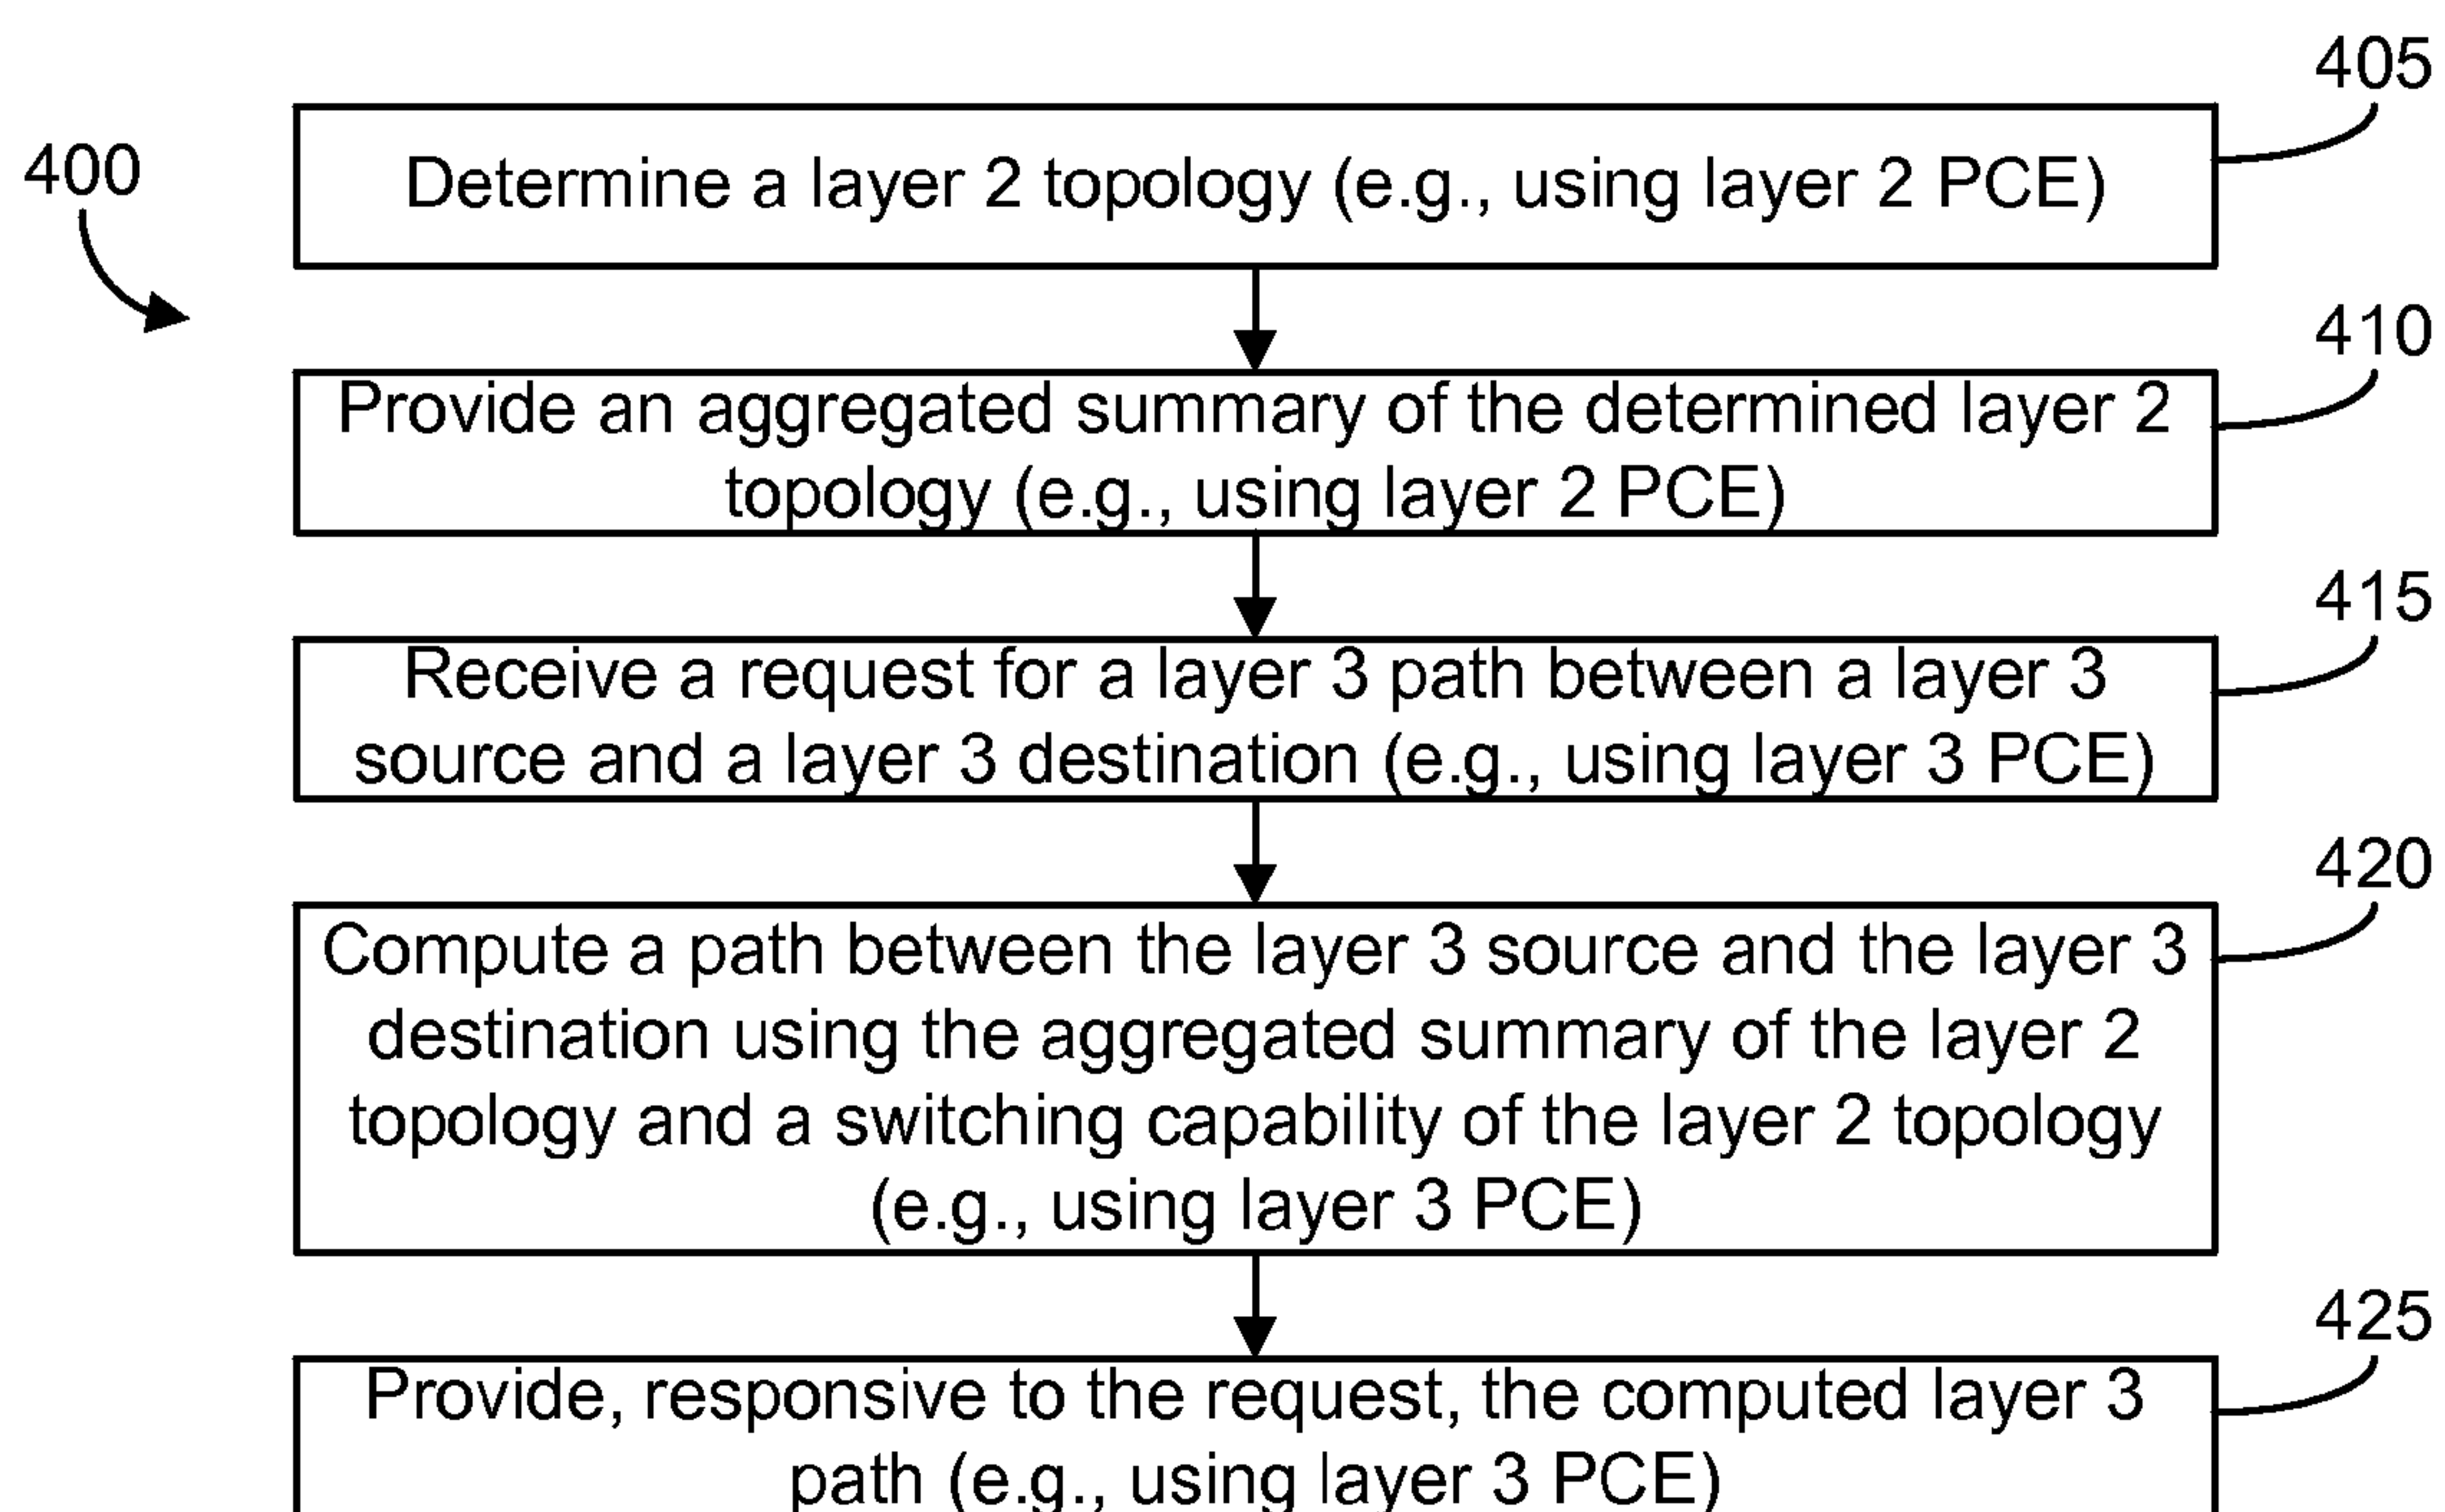 405
400
Determine a layer 2 topology (e.g., using layer 2 PCE)
410
Provide an aggregated summary of the determined layer 2
topology (e.g., using layer 2 PCE)
415
Receive a request for a layer 3 path between a layer 3
source and a layer 3 destination (e.g., using layer 3 PCE)
420
Compute a path between the layer 3 source and the layer 3
destination using the aggregated summary of the layer 2
topology and a switching capability of the layer 2 topology
(e.g., using layer 3 PCE)
425
Provide, responsive to the request, the computed layer 3
path (e.g., using layer 3 PCE)